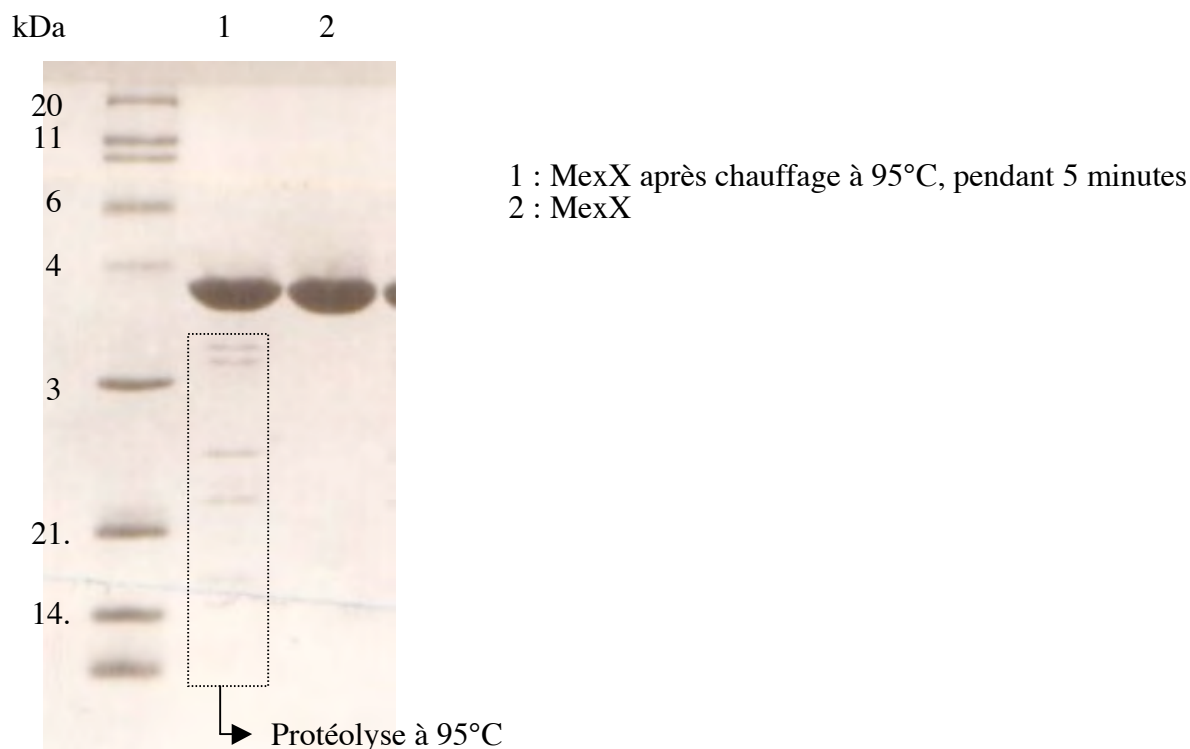 kDa 1 2
20
11
6
4
3
21.
14.
1 : MexX après chauffage à 95°C, pendant 5 minutes
2 : MexX
Protéolyse à 95°C